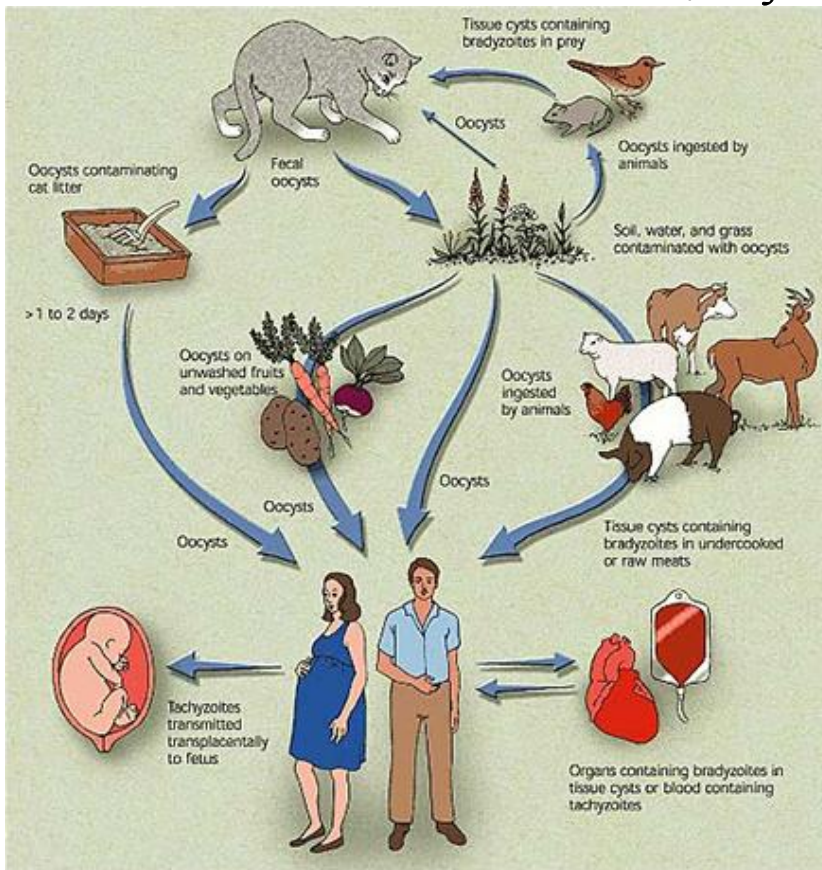 Tissue cysts containing
bradyzoites in prey
Oocysts
Oocysts ingested by
animals
Oocysts contaminating
cat litter
Fecal
oocysts
Soil, water, and grass
contaminated with oocysts
>1 to 2 days
Oocysts on
unwashed fruits
and vegetables
Oocysts
ingested
by animals
Oocysts
Oocysts
Oocysts
Tissue cysts containing
bradyzoites in undercooked
or raw meats
Tachyzoites
transmitted
transplacentally
to fetus
Organs containing bradyzoites in
tissue cysts or blood containing
tachyzoites